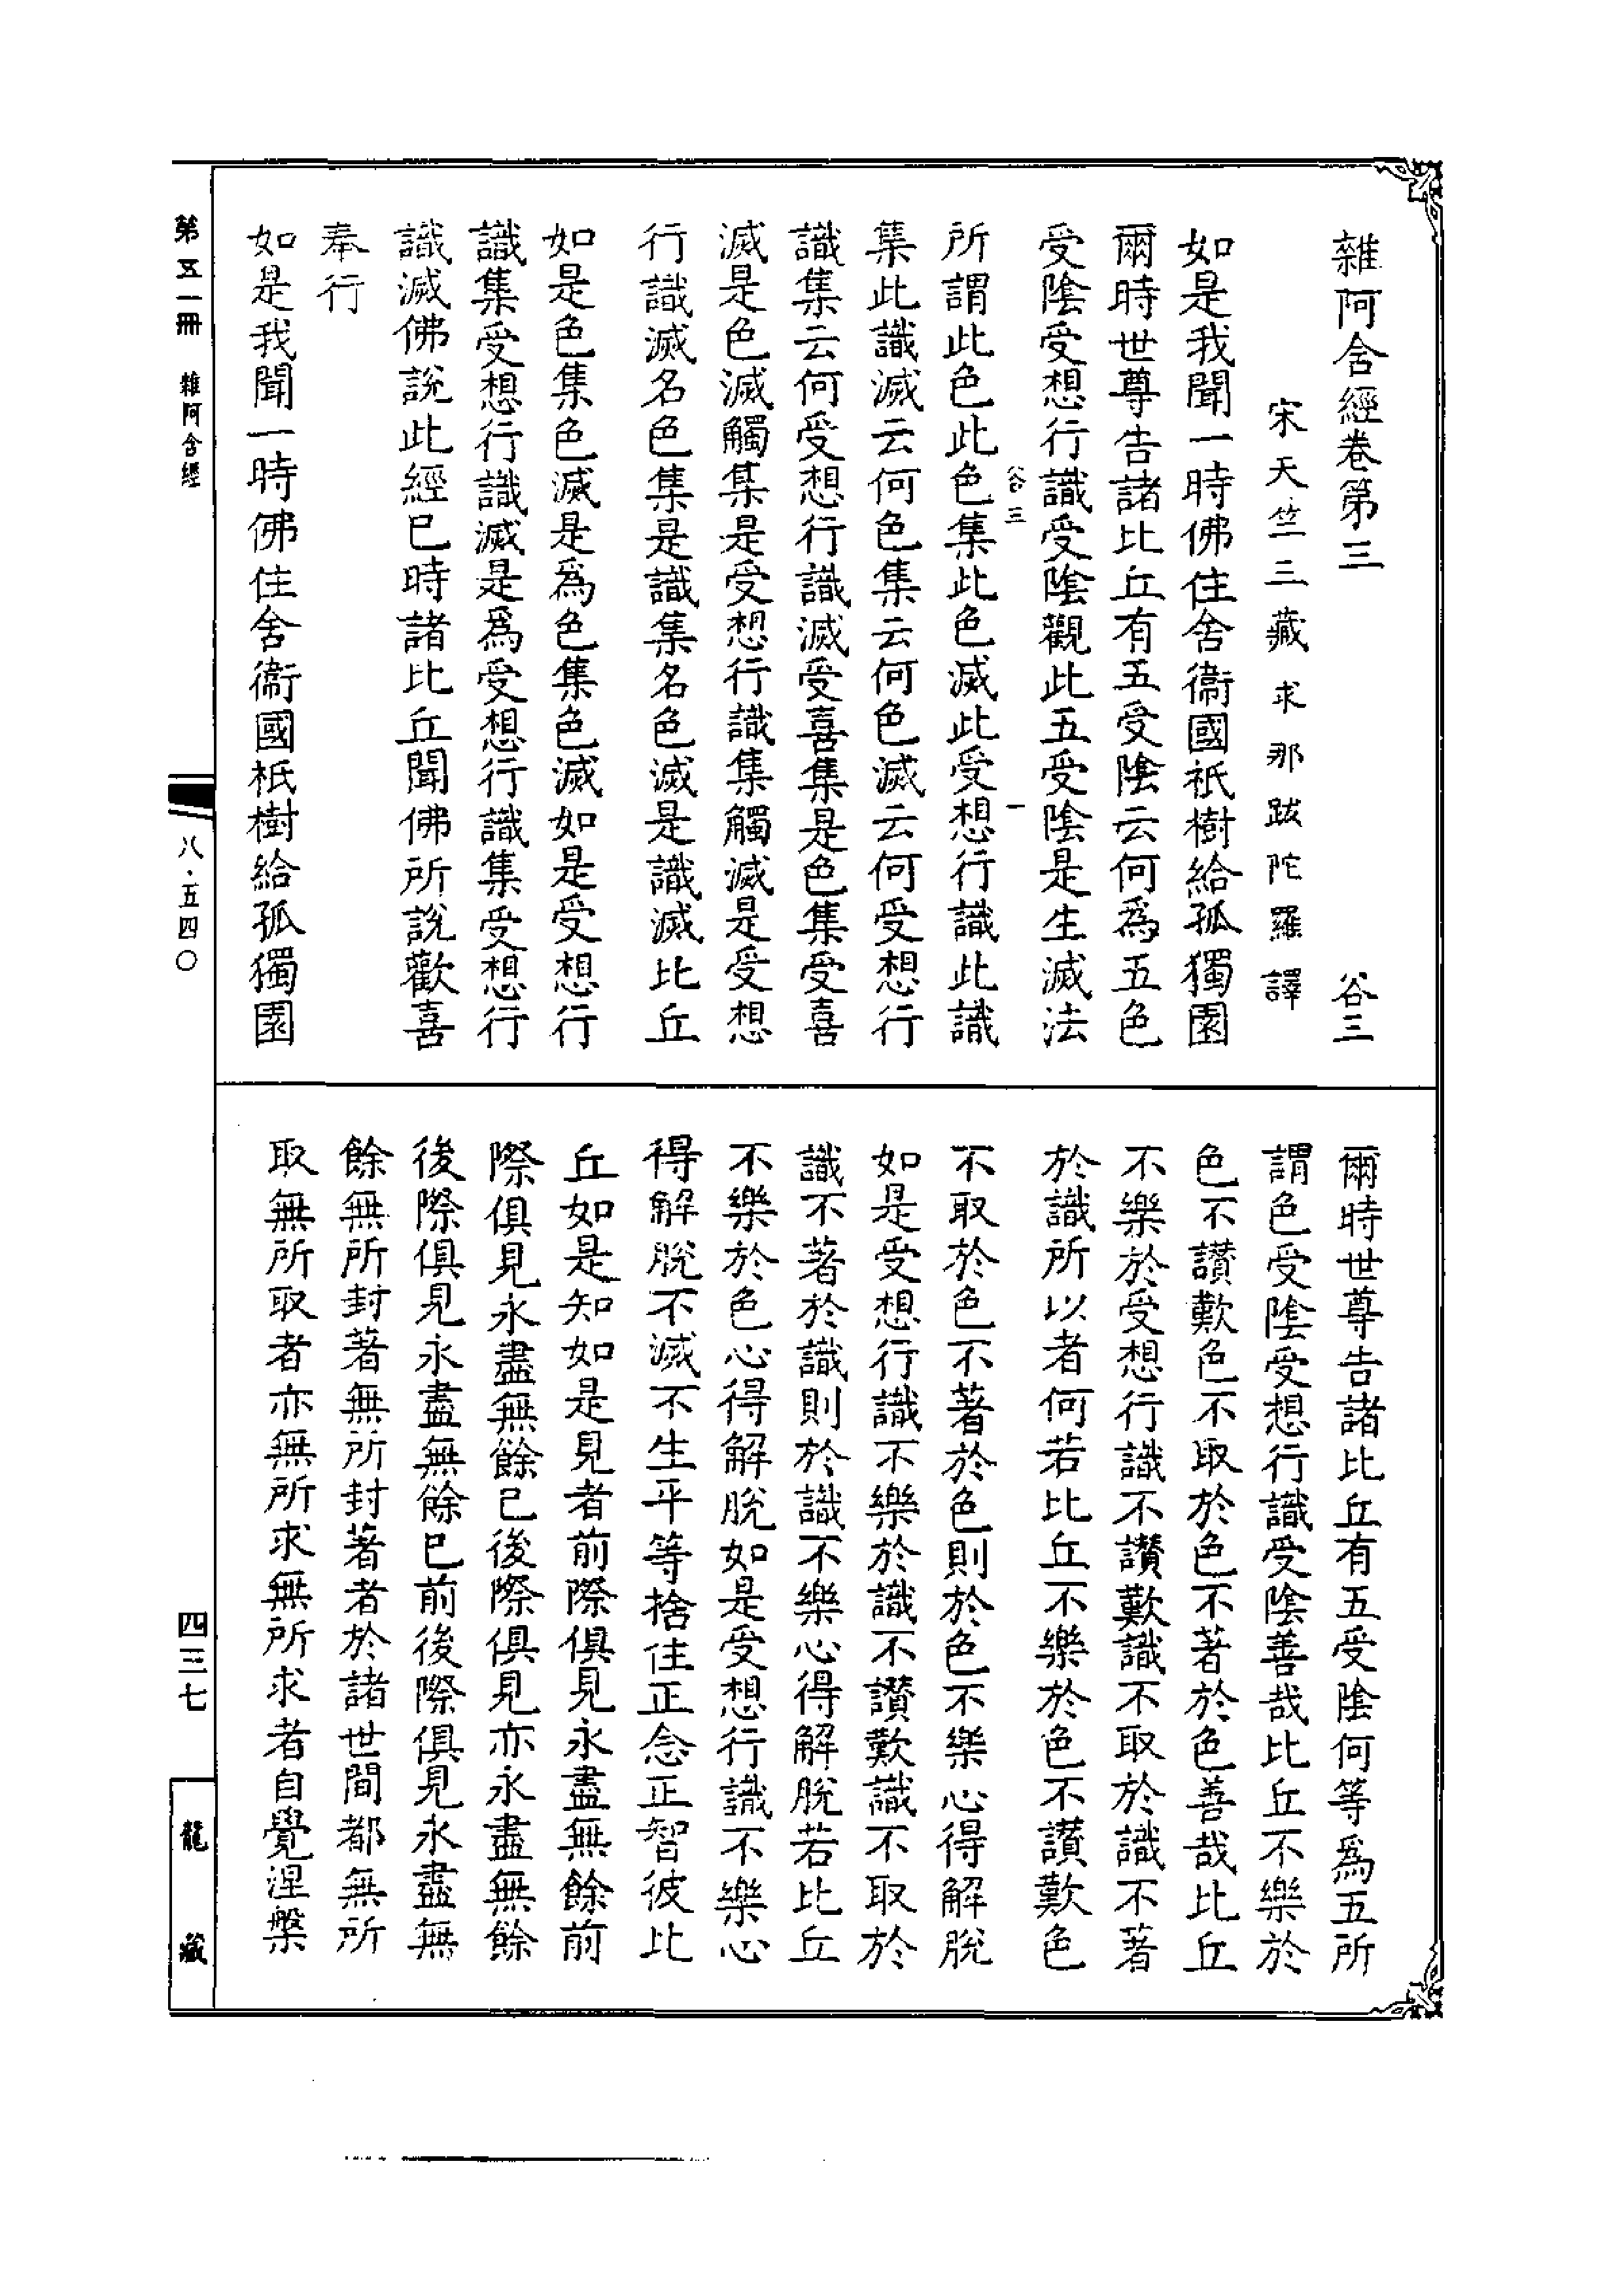 雜阿含經卷第三 谷三
宋天竺三藏求那跋陀羅譯
如是我聞一時佛住舍衞國祇樹給孤獨園
爾時世尊告諸比丘有五受陰云何爲五色
受陰受想行識受陰觀此五受陰是生滅法
谷三 一
所謂此色此色集此色滅此受想行識此識
集此識滅云何色集云何色滅云何受想行
識集云何受想行識滅受喜集是色集受喜
滅是色滅觸集是受想行識集觸滅是受想
行識滅名色集是識集名色滅是識滅比丘
如是色集色滅是爲色集色滅如是受想行
識集受想行識滅是爲受想行識集受想行
識滅佛說此經已時諸比丘聞佛所說歡喜
奉行
如是我聞一時佛住舍衞國祇樹給孤獨園
爾時世尊告諸比丘有五受陰何等爲五所
謂色受陰受想行識受陰善哉比丘不樂於
色不讚歎色不取於色不著於色善哉比丘
不樂於受想行識不讚歎識不取於識不著
於識所以者何若比丘不樂於色不讚歎色
不取於色不著於色則於色不樂心得解脫
如是受想行識不樂於識不讚歎識不取於
識不著於識則於識不樂心得解脫若比丘
不樂於色心得解脫如是受想行識不樂心
得解脫不滅不生平等捨住正念正智彼比
丘如是知如是見者前際俱見永盡無餘前
際俱見永盡無餘已後際俱見亦永盡無餘
後際俱見永盡無餘已前後際俱見永盡無
餘無所封著無所封著者於諸世間都無所
取無所取者亦無所求無所求者自覺涅槃
第五一冊 雜阿含經
八·五四〇
四三七
龍藏